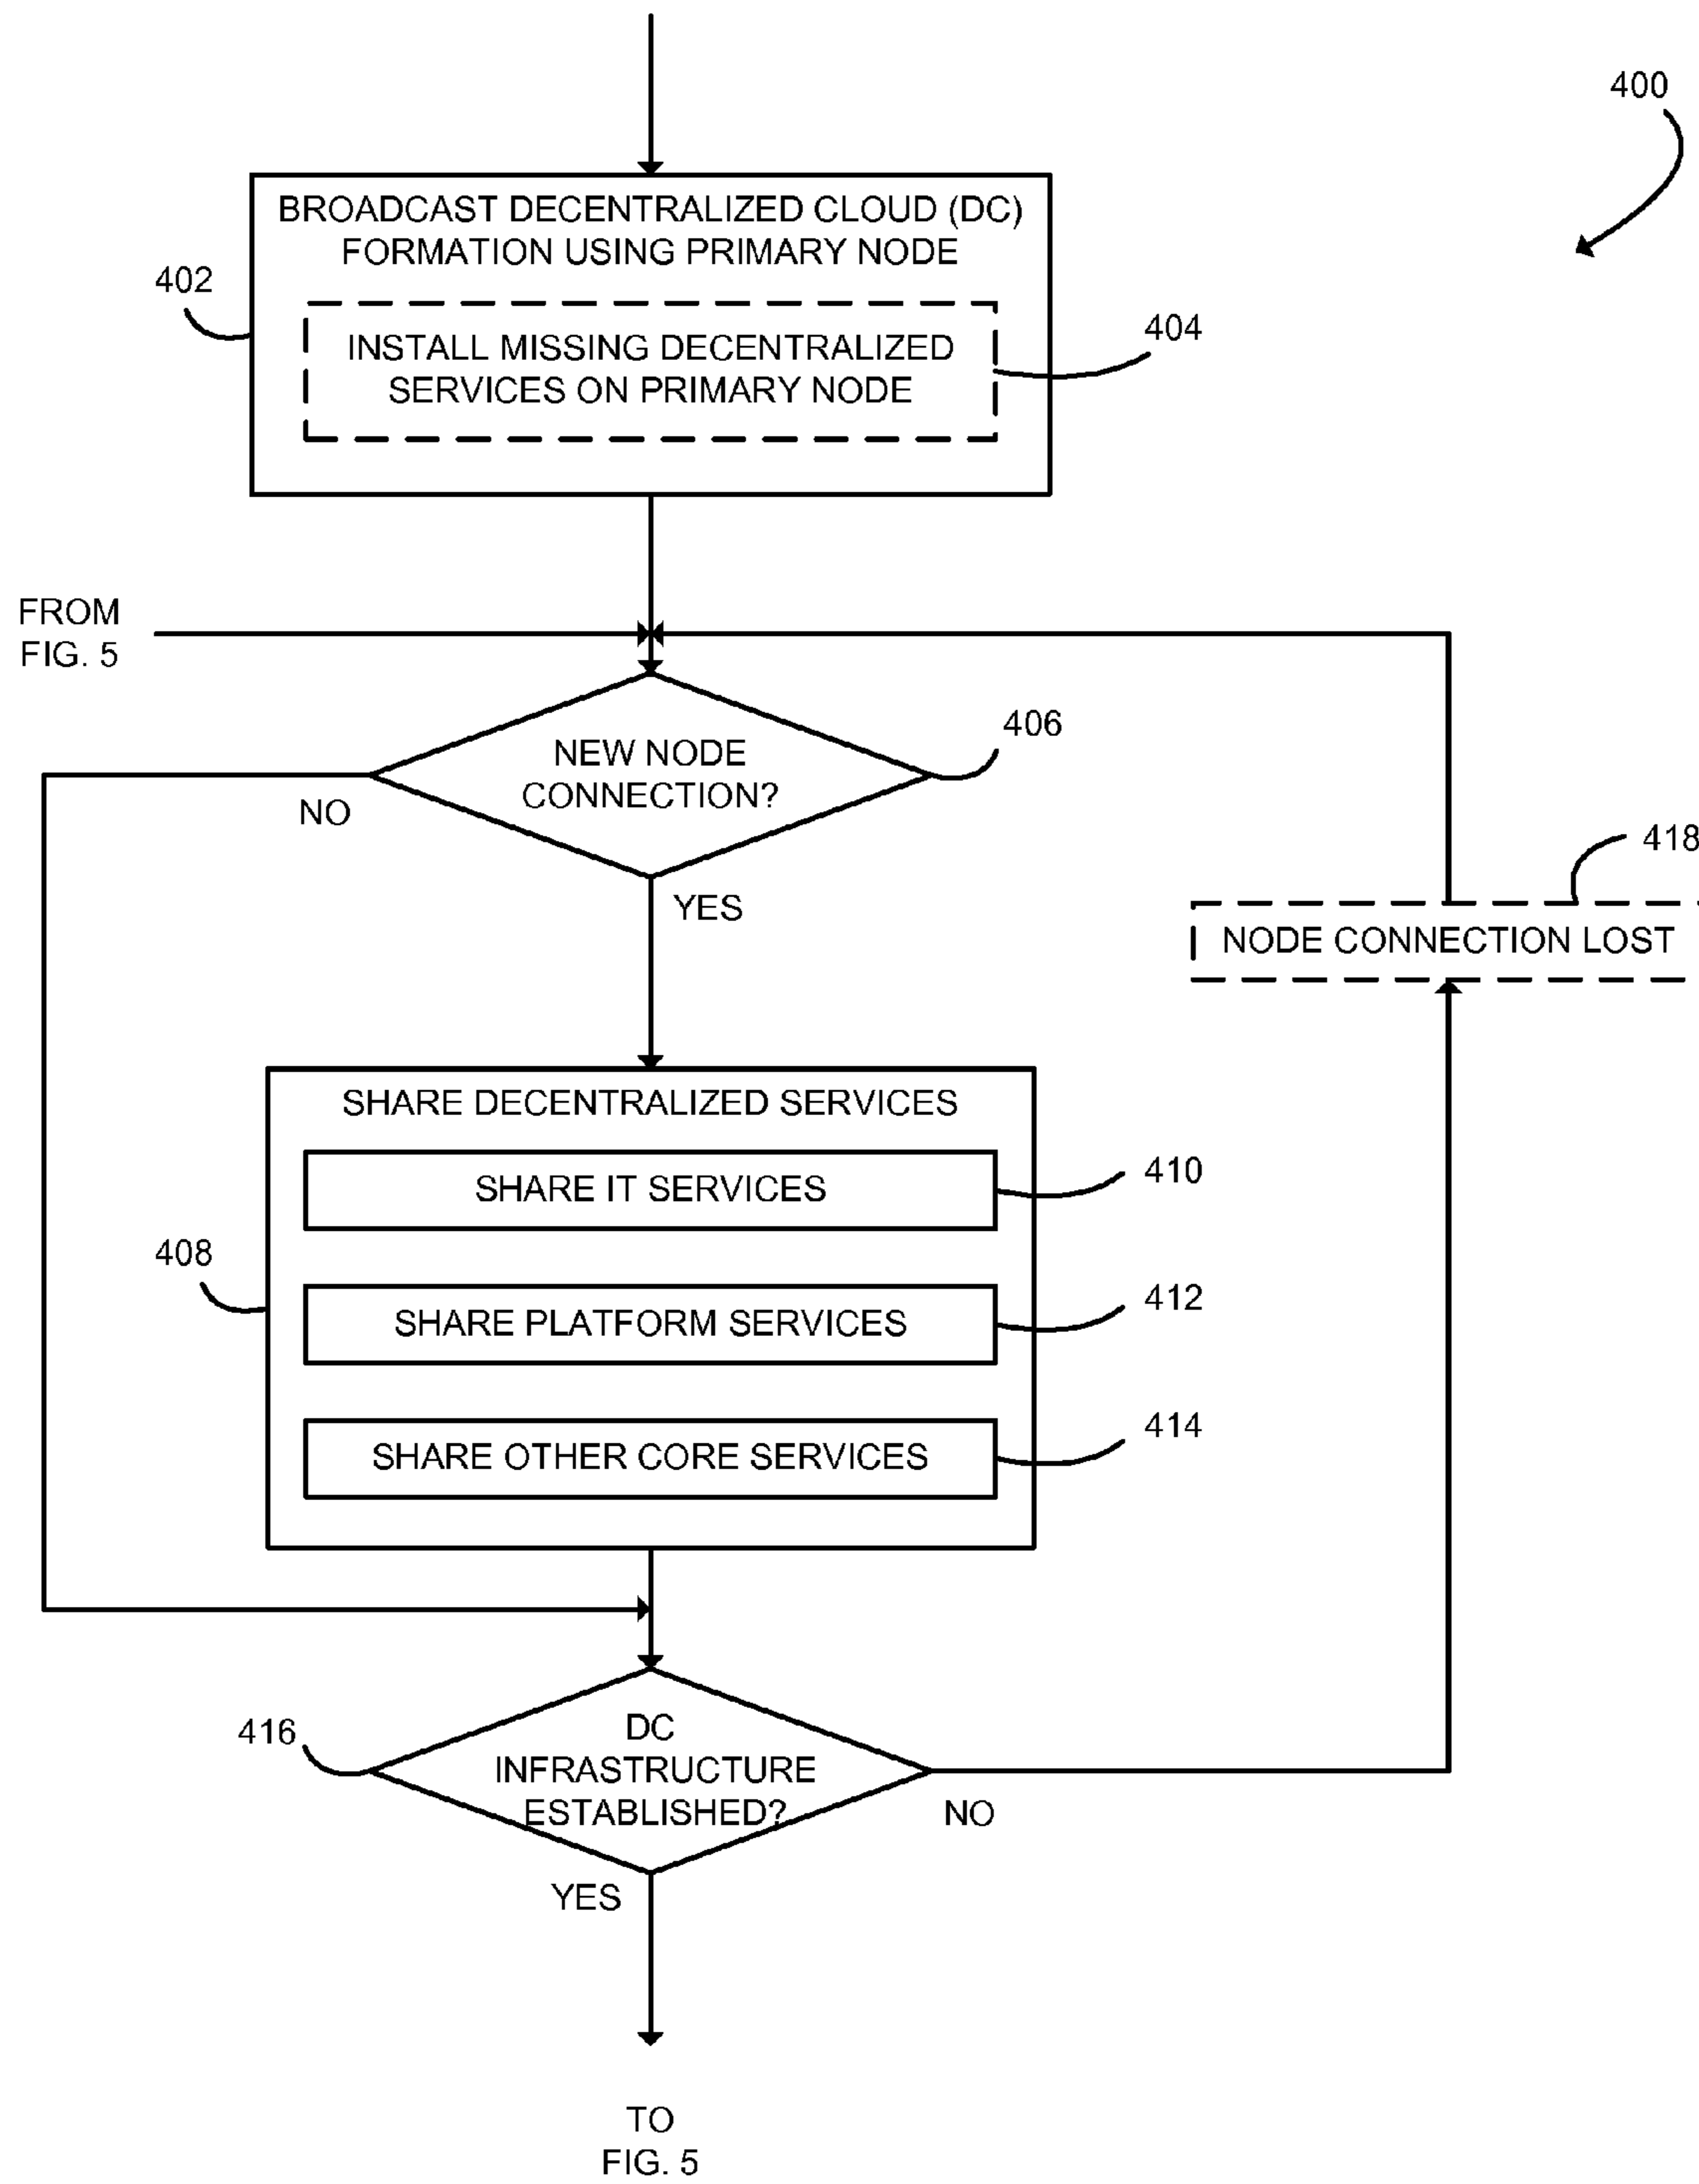 400
BROADCAST DECENTRALIZED CLOUD (DC)
FORMATION USING PRIMARY NODE
402
404
INSTALL MISSING DECENTRALIZED
SERVICES ON PRIMARY NODE
FROM
FIG. 5
406
NEW NODE
CONNECTION?
NO
YES
418
NODE CONNECTION LOST
SHARE DECENTRALIZED SERVICES
410
SHARE IT SERVICES
408
412
SHARE PLATFORM SERVICES
414
SHARE OTHER CORE SERVICES
416
DC
INFRASTRUCTURE
ESTABLISHED?
NO
YES
TO
FIG. 5